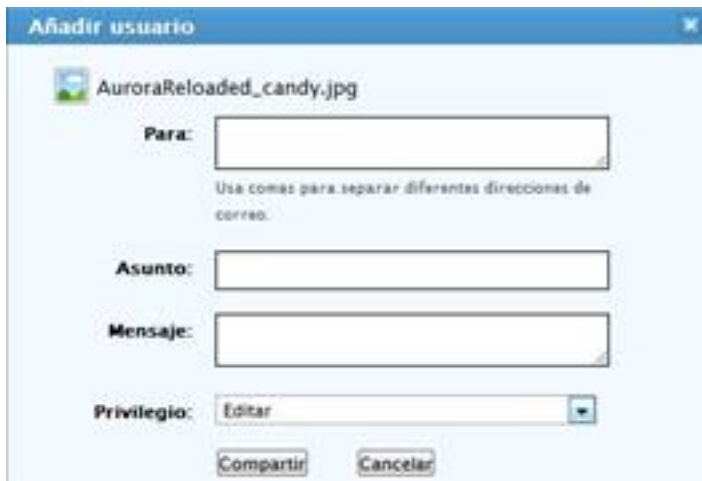 Añadir usuario
AuroraReloaded_candy.jpg
Para:
Usa comas para separar diferentes direcciones de
correo.
Asunto:
Mensaje:
Privilegio: Editar
Compartir Cancelar